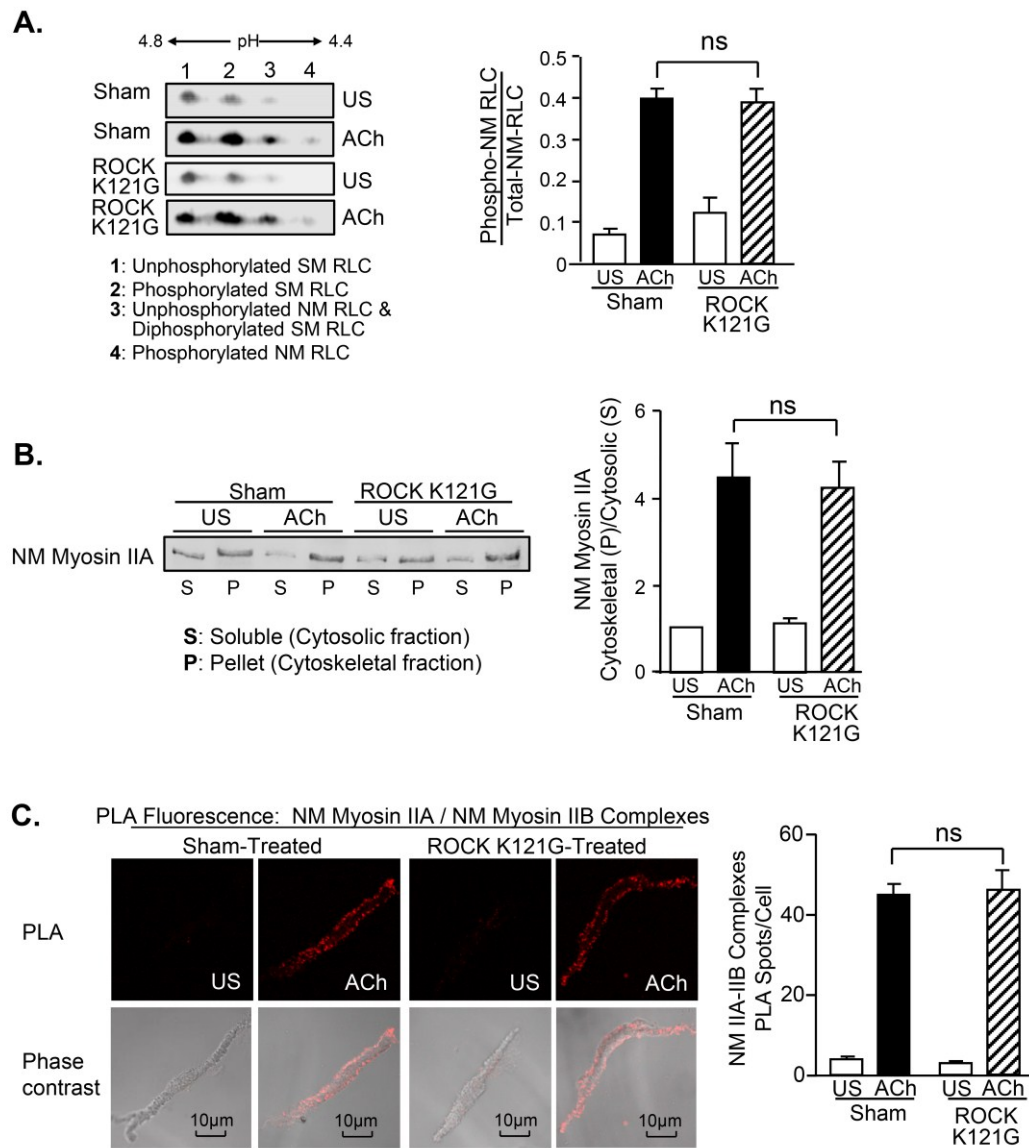 A.
4.8 pH 4.4
1 2 3 4
Sham US
Sham ACh
ROCK
K121G US
ROCK
K121G ACh
1: Unphosphorylated SM RLC
2: Phosphorylated SM RLC
3: Unphosphorylated NM RLC &
Diphosphorylated SM RLC
4: Phosphorylated NM RLC
Phospho-NM RLC
Total-NM-RLC
0.5
0.4
0.3
0.2
0.1
0
ns
US ACh US ACh
Sham ROCK
K121G
B.
Sham ROCK K121G
US ACh US ACh
NM Myosin IIA
S P S P S P S P
S: Soluble (Cytosolic fraction)
P: Pellet (Cytoskeletal fraction)
NM Myosin IIA
Cytoskeletal (P)/Cytosolic (S)
6
4
2
0
ns
US ACh US ACh
Sham ROCK
K121G
C.
PLA Fluorescence: NM Myosin IIA / NM Myosin IIB Complexes
Sham-Treated ROCK K121G-Treated
PLA
US ACh US ACh
Phase
contrast
10µm 10µm 10µm 10µm
NM IIA-IIB Complexes
PLA Spots/Cell
60
40
20
0
ns
US ACh US ACh
Sham ROCK
K121G